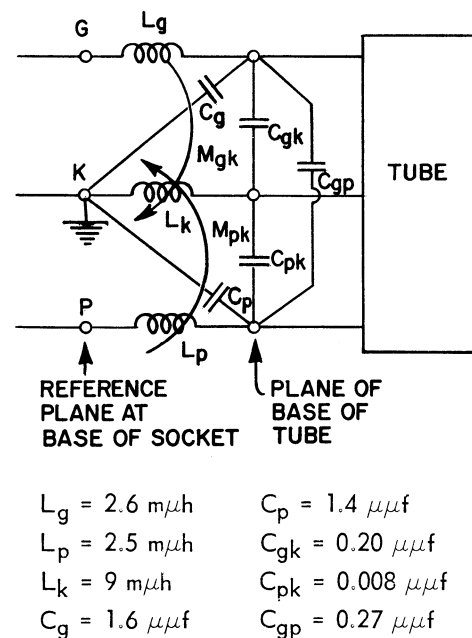 G Lg
Cg
Mgk Cgk
Cgp
TUBE
K
Lk
Mpk
Cpk
Cp
P
Lp
REFERENCE PLANE AT BASE OF SOCKET
PLANE OF BASE OF TUBE
Lg = 2.6 mμh
Lp = 2.5 mμh
Lk = 9 mμh
Cg = 1.6 μμf
Cp = 1.4 μμf
Cgk = 0.20 μμf
Cpk = 0.008 μμf
Cgp = 0.27 μμf